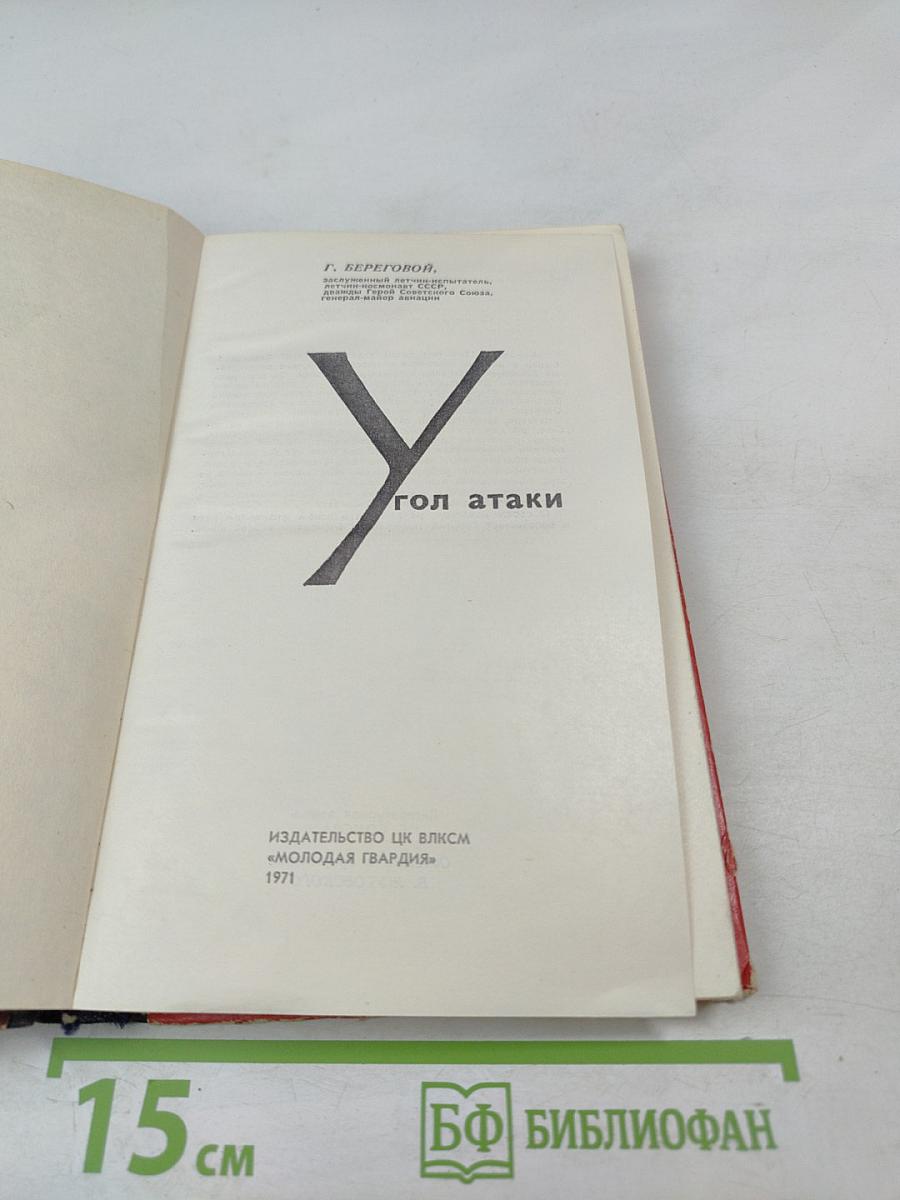 Г. БЕРЕГОВОЙ,
заслуженный летчик-испытатель,
летчик-космонавт СССР,
дважды Герой Советского Союза,
генерал-майор авиации
Угол атаки
ИЗДАТЕЛЬСТВО ЦК ВЛКСМ
«МОЛОДАЯ ГВАРДИЯ»
1971
15 см
БФ БИБЛИОФАН